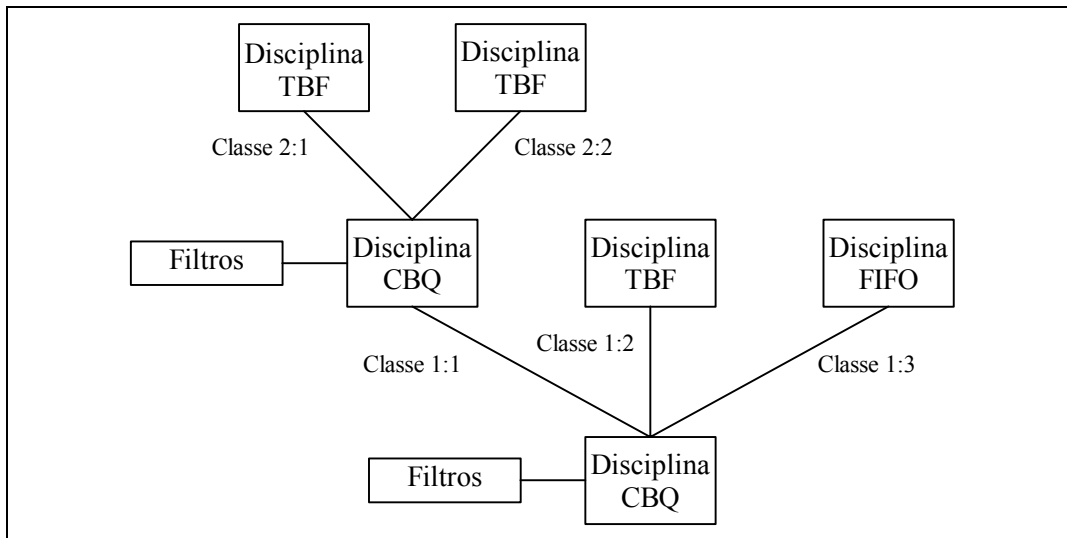 Disciplina
TBF
Disciplina
TBF
Classe 2:1
Classe 2:2
Filtros
Disciplina
CBQ
Disciplina
TBF
Disciplina
FIFO
Classe 1:1
Classe 1:2
Classe 1:3
Filtros
Disciplina
CBQ